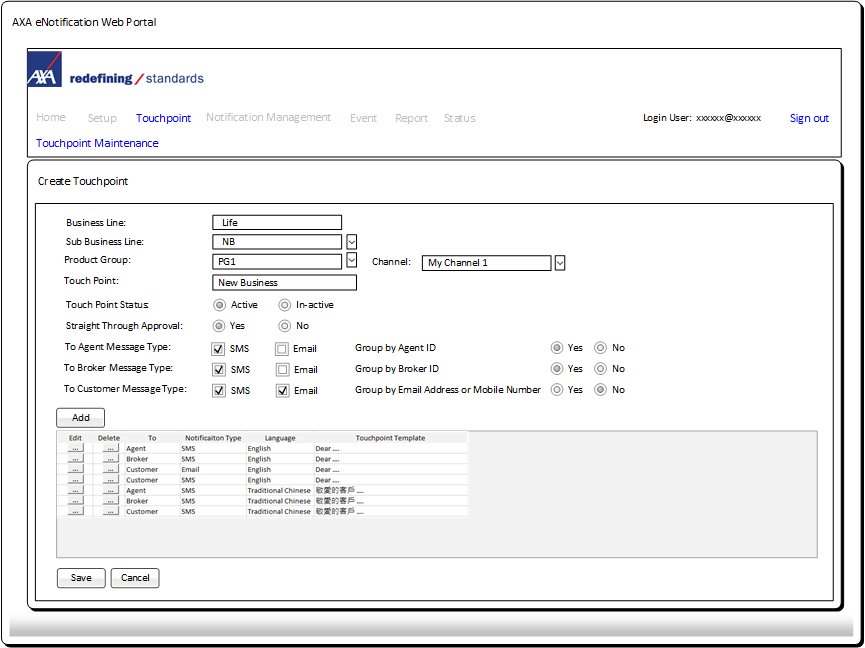 AXA eNotification Web Portal
AXA redefining / standards
Home Setup Touchpoint Notification Management Event Report Status Login User: xxxxxx@xxxxxx Sign out
Touchpoint Maintenance
Create Touchpoint
Business Line: Life
Sub Business Line: NB
Product Group: PG1 Channel: My Channel 1
Touch Point: New Business
Touch Point Status: Active In-active
Straight Through Approval: Yes No
To Agent Message Type: SMS Email Group by Agent ID Yes No
To Broker Message Type: SMS Email Group by Broker ID Yes No
To Customer Message Type: SMS Email Group by Email Address or Mobile Number Yes No
Add
Edit Delete To Notificaiton Type Language Touchpoint Template
... ... Agent SMS English Dear ....
... ... Broker SMS English Dear ....
... ... Customer Email English Dear ....
... ... Customer SMS English Dear ....
... ... Agent SMS Traditional Chinese 敬愛的客戶 ....
... ... Broker SMS Traditional Chinese 敬愛的客戶 ....
... ... Customer SMS Traditional Chinese 敬愛的客戶 ....
Save Cancel